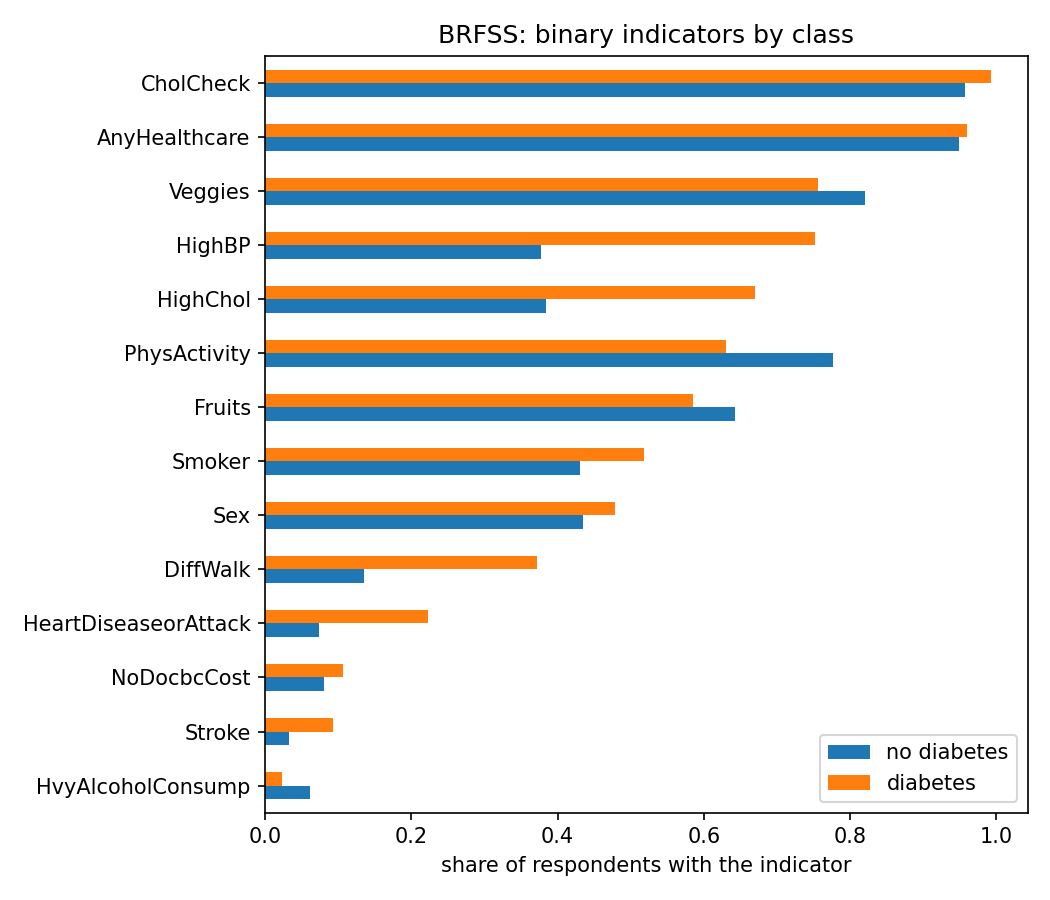 BRFSS: binary indicators by class
CholCheck
AnyHealthcare
Veggies
HighBP
HighChol
PhysActivity
Fruits
Smoker
Sex
DiffWalk
HeartDiseaseorAttack
NoDocbcCost
Stroke
HvyAlcoholConsump
no diabetes
diabetes
0.0 0.2 0.4 0.6 0.8 1.0
share of respondents with the indicator